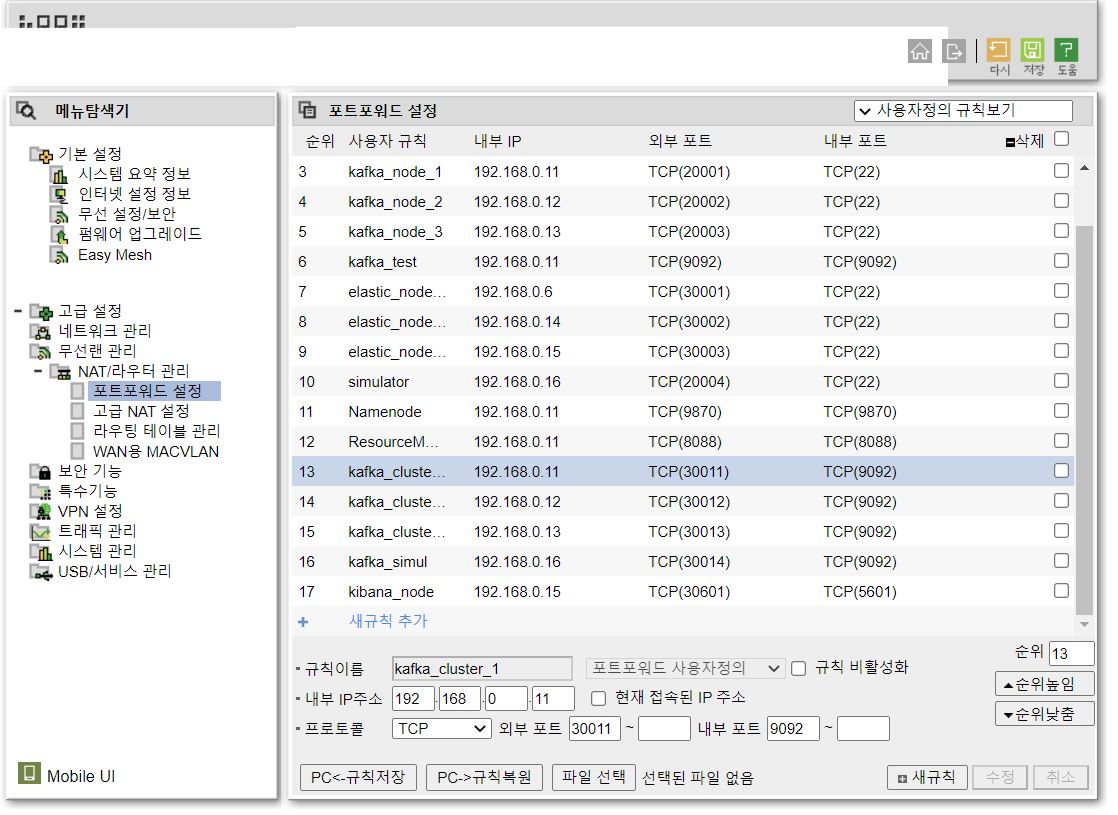 다시 저장 도움
메뉴탐색기
기본 설정
시스템 요약 정보
인터넷 설정 정보
무선 설정/보안
펌웨어 업그레이드
Easy Mesh
고급 설정
네트워크 관리
무선랜 관리
NAT/라우터 관리
포트포워드 설정
고급 NAT 설정
라우팅 테이블 관리
WAN용 MACVLAN
보안 기능
특수기능
VPN 설정
트래픽 관리
시스템 관리
USB/서비스 관리
Mobile UI
포트포워드 설정 사용자정의 규칙보기
순위 사용자 규칙 내부 IP 외부 포트 내부 포트 삭제
3 kafka_node_1 192.168.0.11 TCP(20001) TCP(22)
4 kafka_node_2 192.168.0.12 TCP(20002) TCP(22)
5 kafka_node_3 192.168.0.13 TCP(20003) TCP(22)
6 kafka_test 192.168.0.11 TCP(9092) TCP(9092)
7 elastic_node... 192.168.0.6 TCP(30001) TCP(22)
8 elastic_node... 192.168.0.14 TCP(30002) TCP(22)
9 elastic_node... 192.168.0.15 TCP(30003) TCP(22)
10 simulator 192.168.0.16 TCP(20004) TCP(22)
11 Namenode 192.168.0.11 TCP(9870) TCP(9870)
12 ResourceM... 192.168.0.11 TCP(8088) TCP(8088)
13 kafka_cluste... 192.168.0.11 TCP(30011) TCP(9092)
14 kafka_cluste... 192.168.0.12 TCP(30012) TCP(9092)
15 kafka_cluste... 192.168.0.13 TCP(30013) TCP(9092)
16 kafka_simul 192.168.0.16 TCP(30014) TCP(9092)
17 kibana_node 192.168.0.15 TCP(30601) TCP(5601)
+ 새규칙 추가
순위 13
규칙이름 kafka_cluster_1 포트포워드 사용자정의 규칙 비활성화
순위높임
내부 IP주소 192 . 168 . 0 . 11 현재 접속된 IP 주소
순위낮춤
프로토콜 TCP 외부 포트 30011 ~ 내부 포트 9092 ~
PC<-규칙저장 PC->규칙복원 파일 선택 선택된 파일 없음 새규칙 수정 취소